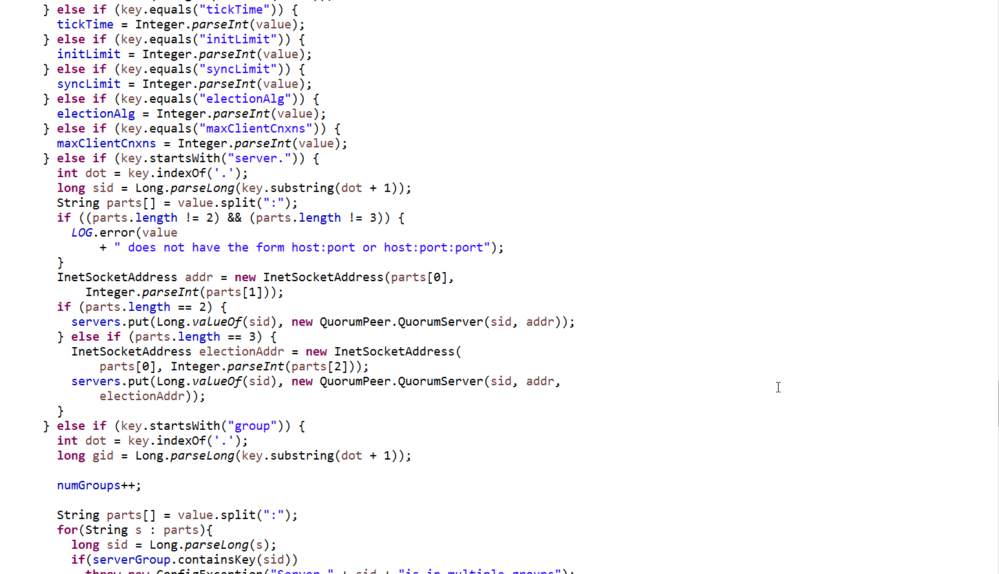 } else if (key.equals("tickTime")) {
tickTime = Integer.parseInt(value);
} else if (key.equals("initLimit")) {
initLimit = Integer.parseInt(value);
} else if (key.equals("syncLimit")) {
syncLimit = Integer.parseInt(value);
} else if (key.equals("electionAlg")) {
electionAlg = Integer.parseInt(value);
} else if (key.equals("maxClientCnxns")) {
maxClientCnxns = Integer.parseInt(value);
} else if (key.startsWith("server.")) {
int dot = key.indexOf('.');
long sid = Long.parseLong(key.substring(dot + 1));
String parts[] = value.split(":");
if ((parts.length != 2) && (parts.length != 3)) {
LOG.error(value
+ " does not have the form host:port or host:port:port");
}
InetSocketAddress addr = new InetSocketAddress(parts[0],
Integer.parseInt(parts[1]));
if (parts.length == 2) {
servers.put(Long.valueOf(sid), new QuorumPeer.QuorumServer(sid, addr));
} else if (parts.length == 3) {
InetSocketAddress electionAddr = new InetSocketAddress(
parts[0], Integer.parseInt(parts[2]));
servers.put(Long.valueOf(sid), new QuorumPeer.QuorumServer(sid, addr,
electionAddr));
}
} else if (key.startsWith("group")) {
int dot = key.indexOf('.');
long gid = Long.parseLong(key.substring(dot + 1));
numGroups++;
String parts[] = value.split(":");
for(String s : parts){
long sid = Long.parseLong(s);
if(serverGroup.containsKey(sid))
throw new ConfigException("Server " + sid + "is in multiple groups");